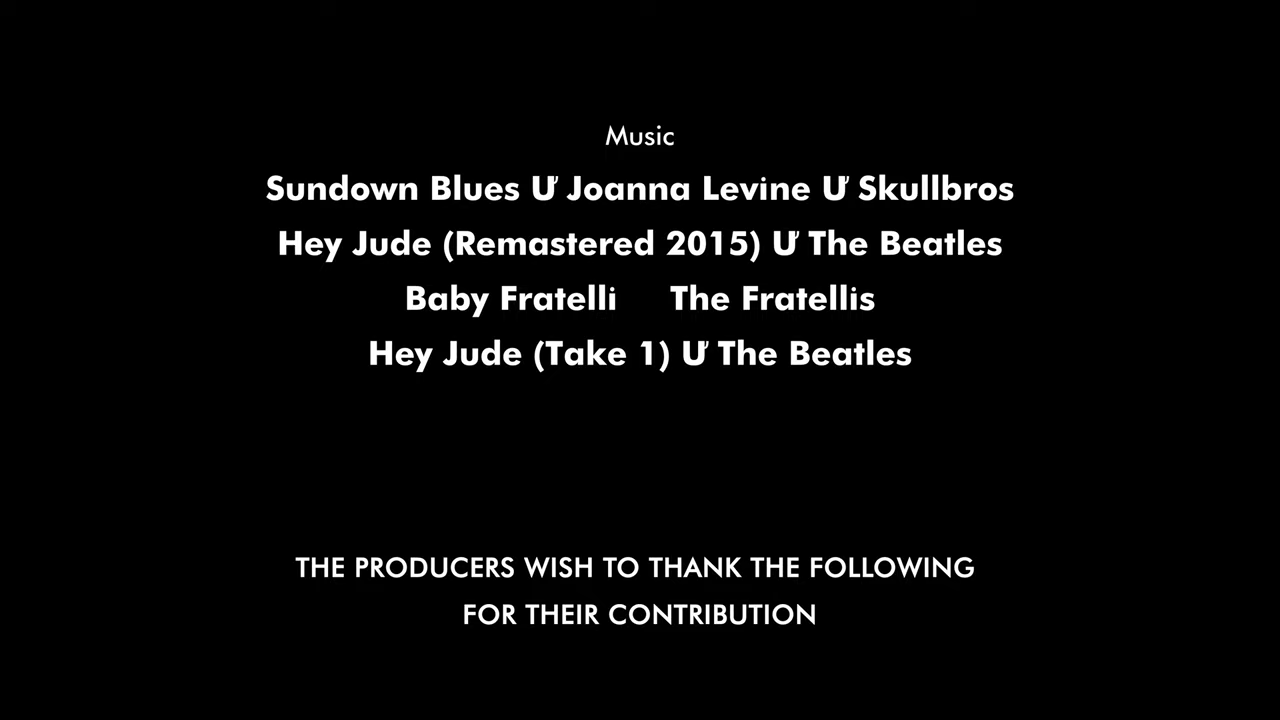 Music
Sundown Blues Ư Joanna Levine Ư Skullbros
Hey Jude (Remastered 2015) Ư The Beatles
Baby Fratelli The Fratellis
Hey Jude (Take 1) Ư The Beatles
THE PRODUCERS WISH TO THANK THE FOLLOWING
FOR THEIR CONTRIBUTION